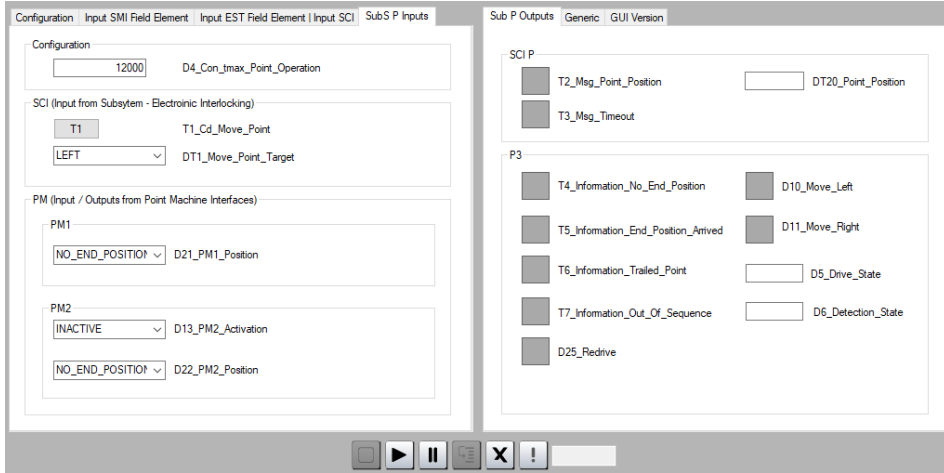 Configuration Input SMI Field Element Input EST Field Element | Input SCI SubS P Inputs
Configuration
12000 D4_Con_tmax_Point_Operation
SCI (Input from Subsytem - Electroinic Interlocking)
T1 T1_Cd_Move_Point
LEFT DT1_Move_Point_Target
PM (Input / Outputs from Point Machine Interfaces)
PM1
NO_END_POSITION D21_PM1_Position
PM2
INACTIVE D13_PM2_Activation
NO_END_POSITION D22_PM2_Position
Sub P Outputs Generic GUI Version
SCI P
T2_Msg_Point_Position DT20_Point_Position
T3_Msg_Timeout
P3
T4_Information_No_End_Position D10_Move_Left
T5_Information_End_Position_Arrived D11_Move_Right
T6_Information_Trailed_Point D5_Drive_State
T7_Information_Out_Of_Sequence D6_Detection_State
D25_Redrive